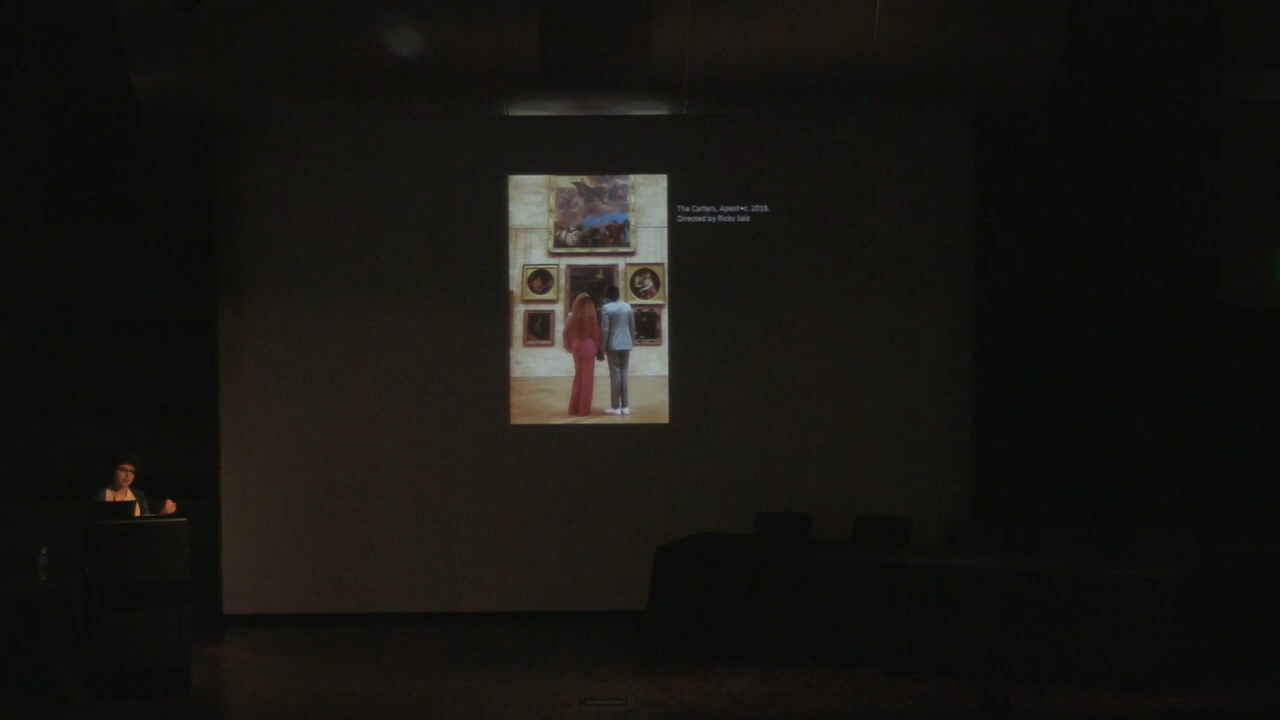 The Carters, Apesh•t, 2018.
Directed by Ricky Saiz